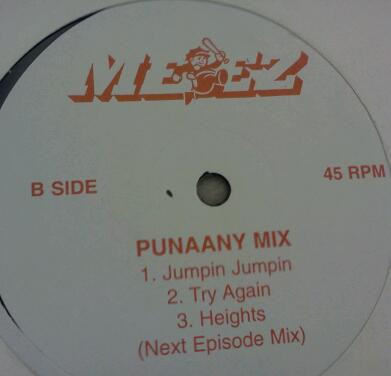 MEEZ
B SIDE
45 RPM
PUNAANY MIX
1. Jumpin Jumpin
2. Try Again
3. Heights
(Next Episode Mix)